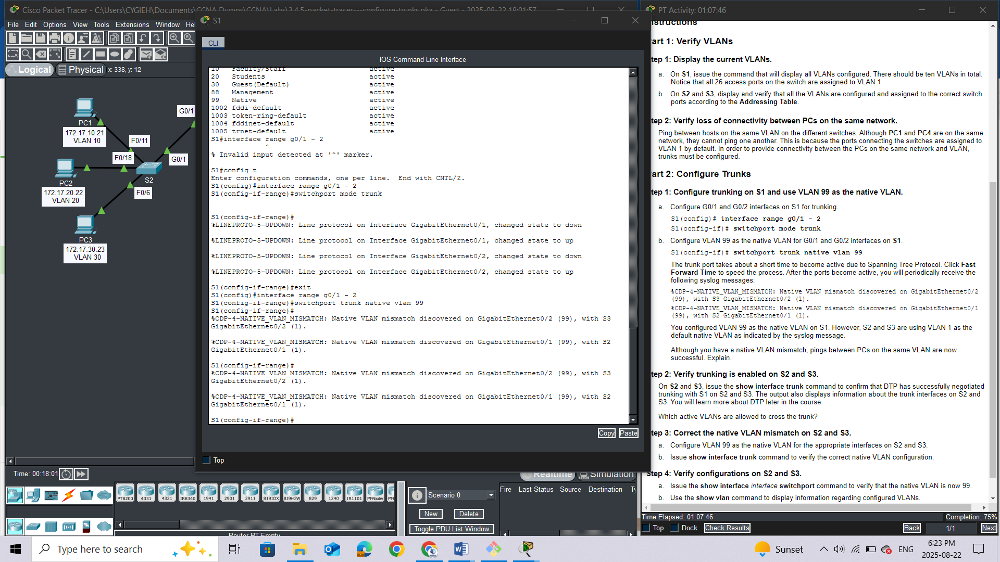 Cisco Packet Tracer - C:\Users\CYGIEH\Documents\CCNA Dumps\CCNA\Labs\3.4.5-packet-tracer---configure-trunks.pka - Guest - 2025-08-22 18:01:57
File Edit Options View Tools Extensions Window Hel
Logical Physical x: 338, y: 12
PC1
172.17.10.21
VLAN 10
F0/11
G0/1
F0/18
G0/1
S2
PC2
172.17.20.22
VLAN 20
F0/6
PC3
172.17.30.23
VLAN 30
Time: 00:18:01
Realtime Simulation
PT8200 4331 4321 IR8340 1941 2901 2911 819IOX 819HGW 829 1240 IR1101 PT-Router
Router PT Empty
Scenario 0
New Delete
Toggle PDU List Window
Fire Last Status Source Destination
S1
CLI
IOS Command Line Interface
10 Faculty/Staff active
20 Students active
30 Guest(Default) active
88 Management active
99 Native active
1002 fddi-default active
1003 token-ring-default active
1004 fddinet-default active
1005 trnet-default active
S1#interface range g0/1 - 2
^
% Invalid input detected at '^' marker.
S1#config t
Enter configuration commands, one per line. End with CNTL/Z.
S1(config)#interface range g0/1 - 2
S1(config-if-range)#switchport mode trunk
S1(config-if-range)#
%LINEPROTO-5-UPDOWN: Line protocol on Interface GigabitEthernet0/1, changed state to down
%LINEPROTO-5-UPDOWN: Line protocol on Interface GigabitEthernet0/1, changed state to up
%LINEPROTO-5-UPDOWN: Line protocol on Interface GigabitEthernet0/2, changed state to down
%LINEPROTO-5-UPDOWN: Line protocol on Interface GigabitEthernet0/2, changed state to up
S1(config-if-range)#exit
S1(config)#interface range g0/1 - 2
S1(config-if-range)#switchport trunk native vlan 99
S1(config-if-range)#
%CDP-4-NATIVE_VLAN_MISMATCH: Native VLAN mismatch discovered on GigabitEthernet0/2 (99), with S3
GigabitEthernet0/2 (1).
%CDP-4-NATIVE_VLAN_MISMATCH: Native VLAN mismatch discovered on GigabitEthernet0/1 (99), with S2
GigabitEthernet0/1 (1).
S1(config-if-range)#
%CDP-4-NATIVE_VLAN_MISMATCH: Native VLAN mismatch discovered on GigabitEthernet0/2 (99), with S3
GigabitEthernet0/2 (1).
%CDP-4-NATIVE_VLAN_MISMATCH: Native VLAN mismatch discovered on GigabitEthernet0/1 (99), with S2
GigabitEthernet0/1 (1).
S1(config-if-range)#
Copy Paste
Top
PT Activity: 01:07:46
nstructions
art 1: Verify VLANs
tep 1: Display the current VLANs.
a. On S1, issue the command that will display all VLANs configured. There should be ten VLANs in total.
Notice that all 26 access ports on the switch are assigned to VLAN 1.
b. On S2 and S3, display and verify that all the VLANs are configured and assigned to the correct switch
ports according to the Addressing Table.
tep 2: Verify loss of connectivity between PCs on the same network.
Ping between hosts on the same VLAN on the different switches. Although PC1 and PC4 are on the same
network, they cannot ping one another. This is because the ports connecting the switches are assigned to
VLAN 1 by default. In order to provide connectivity between the PCs on the same network and VLAN,
trunks must be configured.
art 2: Configure Trunks
tep 1: Configure trunking on S1 and use VLAN 99 as the native VLAN.
a. Configure G0/1 and G0/2 interfaces on S1 for trunking.
S1(config)# interface range g0/1 - 2
S1(config-if)# switchport mode trunk
b. Configure VLAN 99 as the native VLAN for G0/1 and G0/2 interfaces on S1.
S1(config-if)# switchport trunk native vlan 99
The trunk port takes about a short time to become active due to Spanning Tree Protocol. Click Fast
Forward Time to speed the process. After the ports become active, you will periodically receive the
following syslog messages:
%CDP-4-NATIVE_VLAN_MISMATCH: Native VLAN mismatch discovered on GigabitEthernet0/2
(99), with S3 GigabitEthernet0/2 (1).
%CDP-4-NATIVE_VLAN_MISMATCH: Native VLAN mismatch discovered on GigabitEthernet0/1
(99), with S2 GigabitEthernet0/1 (1).
You configured VLAN 99 as the native VLAN on S1. However, S2 and S3 are using VLAN 1 as the
default native VLAN as indicated by the syslog message.
Although you have a native VLAN mismatch, pings between PCs on the same VLAN are now
successful. Explain.
tep 2: Verify trunking is enabled on S2 and S3.
On S2 and S3, issue the show interface trunk command to confirm that DTP has successfully negotiated
trunking with S1 on S2 and S3. The output also displays information about the trunk interfaces on S2 and
S3. You will learn more about DTP later in the course.
Which active VLANs are allowed to cross the trunk?
tep 3: Correct the native VLAN mismatch on S2 and S3.
a. Configure VLAN 99 as the native VLAN for the appropriate interfaces on S2 and S3.
b. Issue show interface trunk command to verify the correct native VLAN configuration.
Step 4: Verify configurations on S2 and S3.
a. Issue the show interface interface switchport command to verify that the native VLAN is now 99.
b. Use the show vlan command to display information regarding configured VLANs.
Time Elapsed: 01:07:46 Completion: 75%
Top Dock Check Results Back 1/1 Next
Type here to search
Sunset
ENG
6:23 PM
2025-08-22